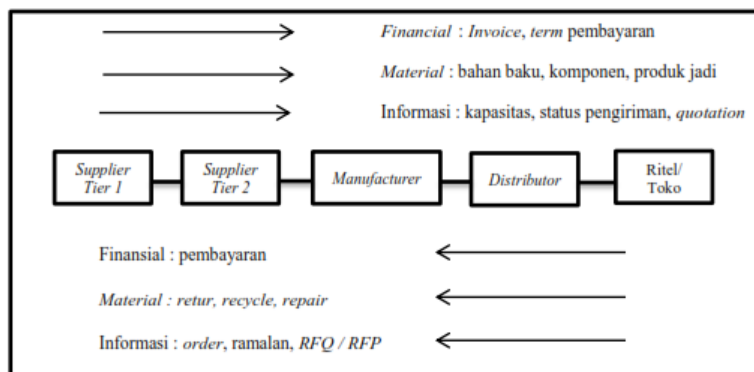 Financial : Invoice, term pembayaran
Material : bahan baku, komponen, produk jadi
Informasi : kapasitas, status pengiriman, quotation
Supplier
Tier 1
Supplier
Tier 2
Manufacturer
Distributor
Ritel/
Toko
Finansial : pembayaran
Material : retur, recycle, repair
Informasi : order, ramalan, RFQ / RFP